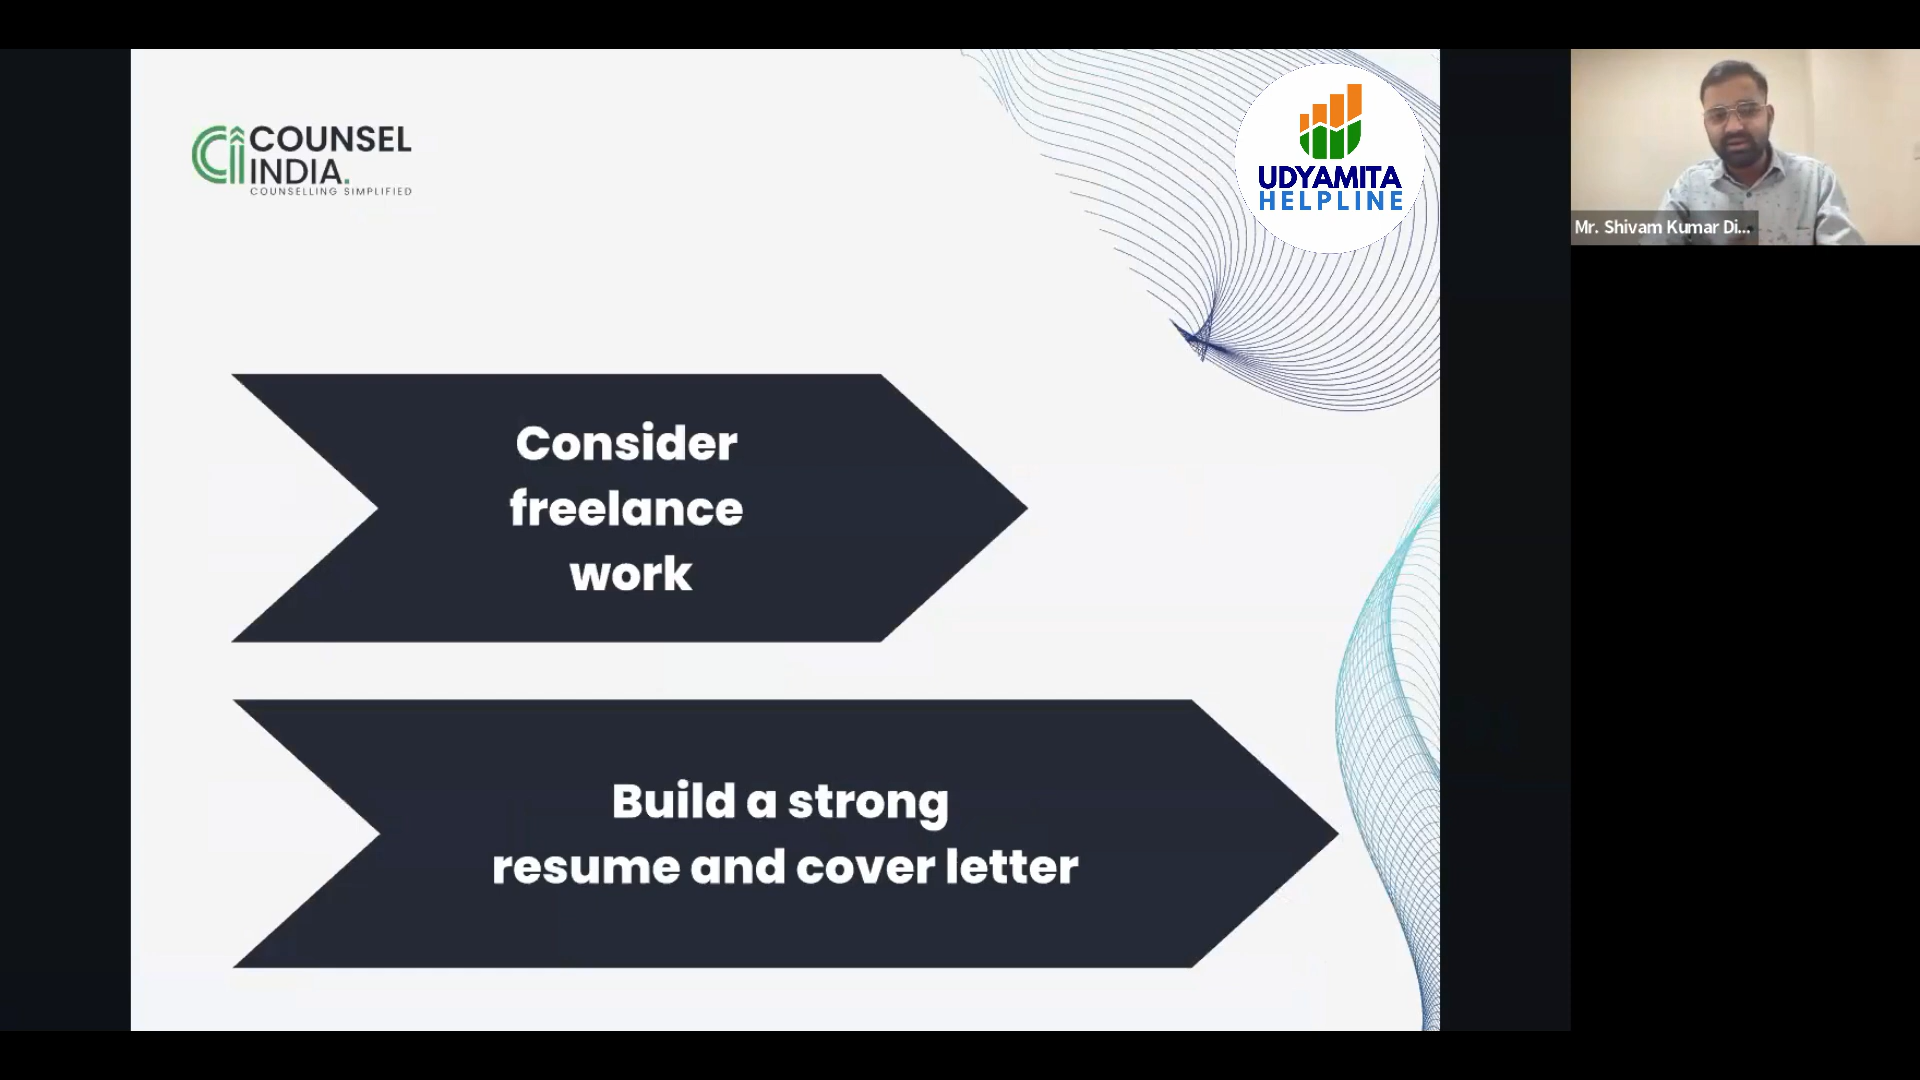 COUNSEL
INDIA.
COUNSELLING SIMPLIFIED
UDYAMITA
HELPLINE
Mr. Shivam Kumar Di...
Consider
freelance
work
Build a strong
resume and cover letter